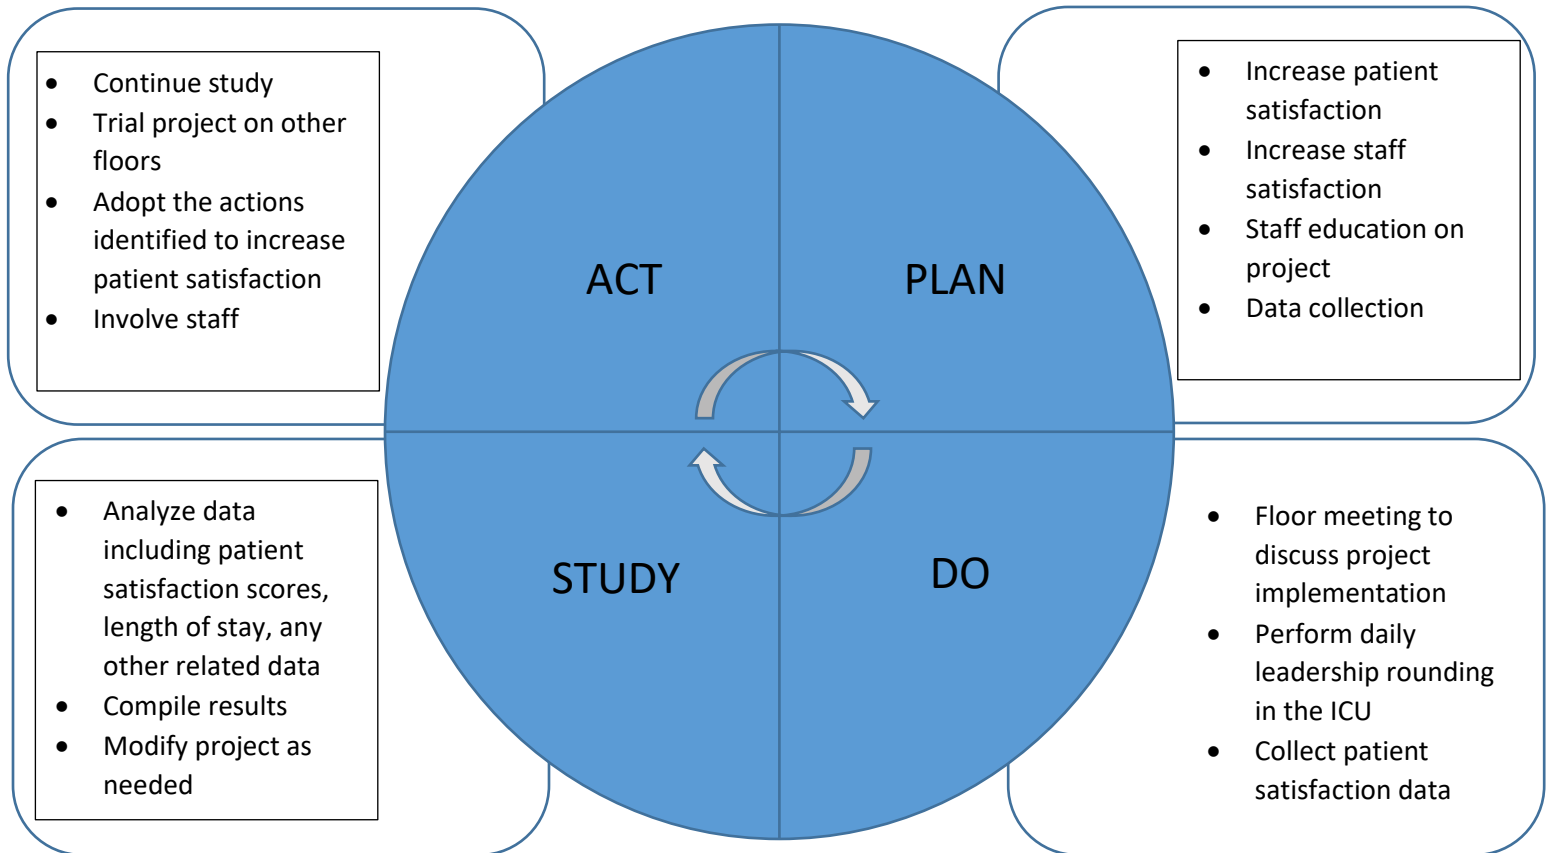 • Continue study
• Trial project on other
floors
• Adopt the actions
identified to increase
patient satisfaction
• Involve staff
ACT
PLAN
• Increase patient
satisfaction
• Increase staff
satisfaction
• Staff education on
project
• Data collection
• Analyze data
including patient
satisfaction scores,
length of stay, any
other related data
• Compile results
• Modify project as
needed
STUDY
DO
• Floor meeting to
discuss project
implementation
• Perform daily
leadership rounding
in the ICU
• Collect patient
satisfaction data